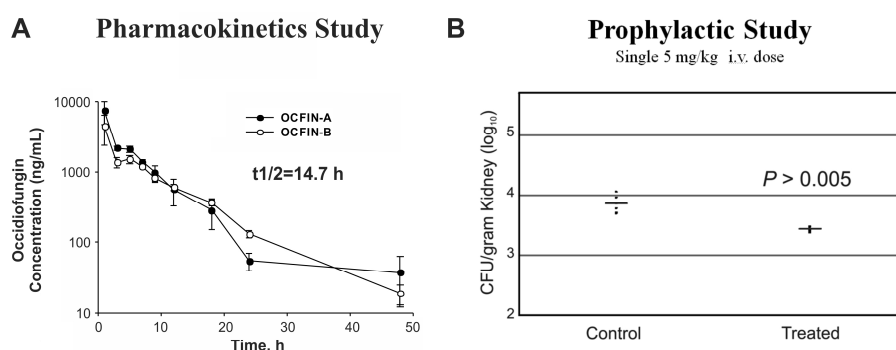 A
Pharmacokinetics Study
Occidiofungin
Concentration (ng/mL)
10000
1000
100
10
OCFIN-A
OCFIN-B
t1/2=14.7 h
0
10
20
30
40
50
Time, h
B
Prophylactic Study
Single 5 mg/kg i.v. dose
CFU/gram Kidney (log10)
5
4
3
2
P > 0.005
Control
Treated